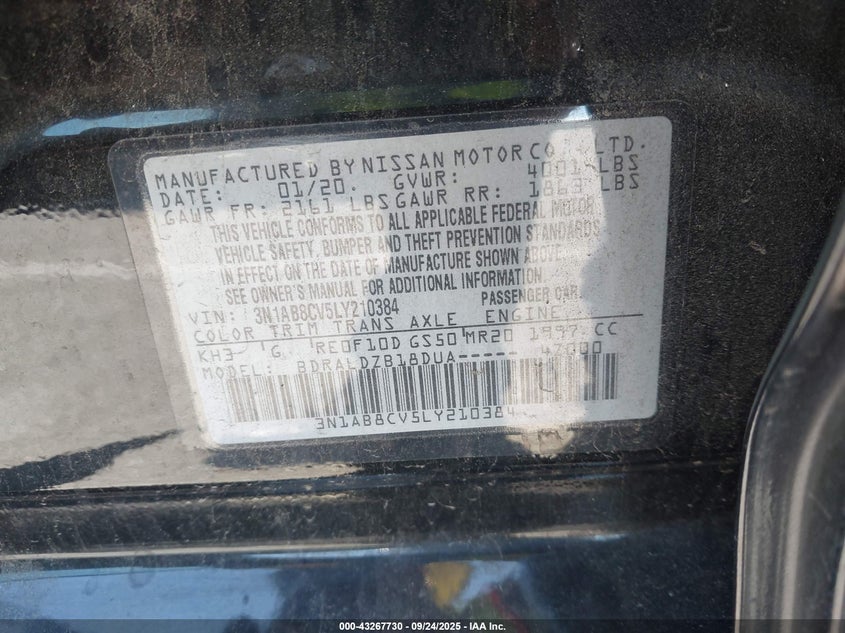 MANUFACTURED BY NISSAN MOTOR CO., LTD.
DATE: 01/20. GVWR: 4001 LBS
GAWR FR: 2161 LBS GAWR RR: 1863 LBS
THIS VEHICLE CONFORMS TO ALL APPLICABLE FEDERAL MOTOR
VEHICLE SAFETY, BUMPER AND THEFT PREVENTION STANDARDS
IN EFFECT ON THE DATE OF MANUFACTURE SHOWN ABOVE.
SEE OWNER'S MANUAL FOR ADDITIONAL INFORMATION.
VIN: 3N1AB8CV5LY210384 PASSENGER CAR
COLOR TRIM TRANS AXLE ENGINE
KH3 G RE0F10D GS50 MR20 1997 CC
MODEL: BDRALDZB18DUA----- 47000
3N1AB8CV5LY210384
000-43267730 - 09/24/2025 - IAA Inc.